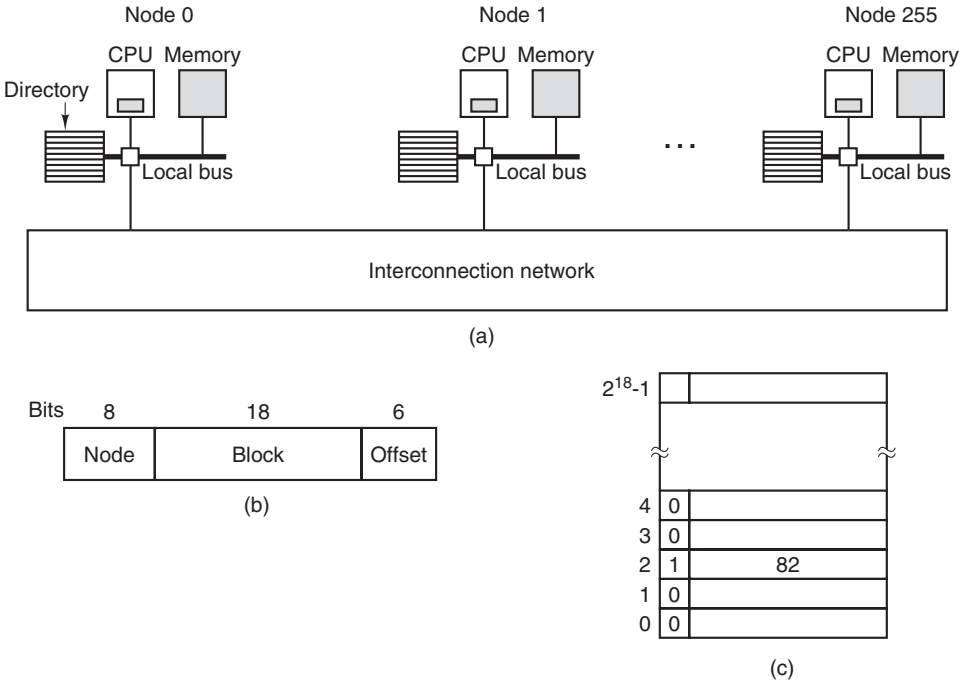 Node 0 Node 1 Node 255
CPU Memory CPU Memory CPU Memory
Directory
...
Local bus Local bus Local bus
Interconnection network
(a)
Bits 8 18 6
Node Block Offset
(b)
2^18-1
4 0
3 0
2 1 82
1 0
0 0
(c)